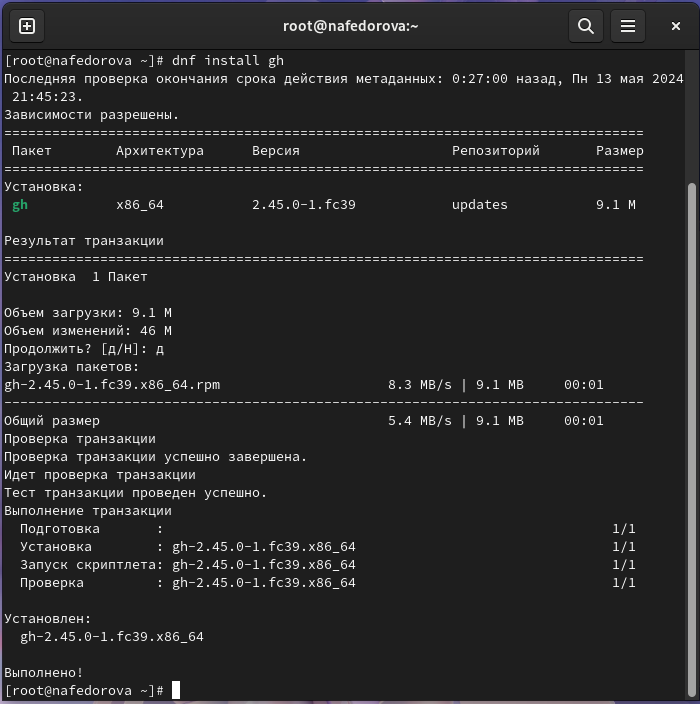 root@nafedorova:~
[root@nafedorova ~]# dnf install gh
Последняя проверка окончания срока действия метаданных: 0:27:00 назад, Пн 13 мая 2024
21:45:23.
Зависимости разрешены.
================================================================================
Пакет Архитектура Версия Репозиторий Размер
================================================================================
Установка:
gh x86_64 2.45.0-1.fc39 updates 9.1 M
Результат транзакции
================================================================================
Установка 1 Пакет
Объем загрузки: 9.1 M
Объем изменений: 46 M
Продолжить? [д/Н]: д
Загрузка пакетов:
gh-2.45.0-1.fc39.x86_64.rpm 8.3 MB/s | 9.1 MB 00:01
--------------------------------------------------------------------------------
Общий размер 5.4 MB/s | 9.1 MB 00:01
Проверка транзакции
Проверка транзакции успешно завершена.
Идет проверка транзакции
Тест транзакции проведен успешно.
Выполнение транзакции
Подготовка : 1/1
Установка : gh-2.45.0-1.fc39.x86_64 1/1
Запуск скриптлета: gh-2.45.0-1.fc39.x86_64 1/1
Проверка : gh-2.45.0-1.fc39.x86_64 1/1
Установлен:
gh-2.45.0-1.fc39.x86_64
Выполнено!
[root@nafedorova ~]#